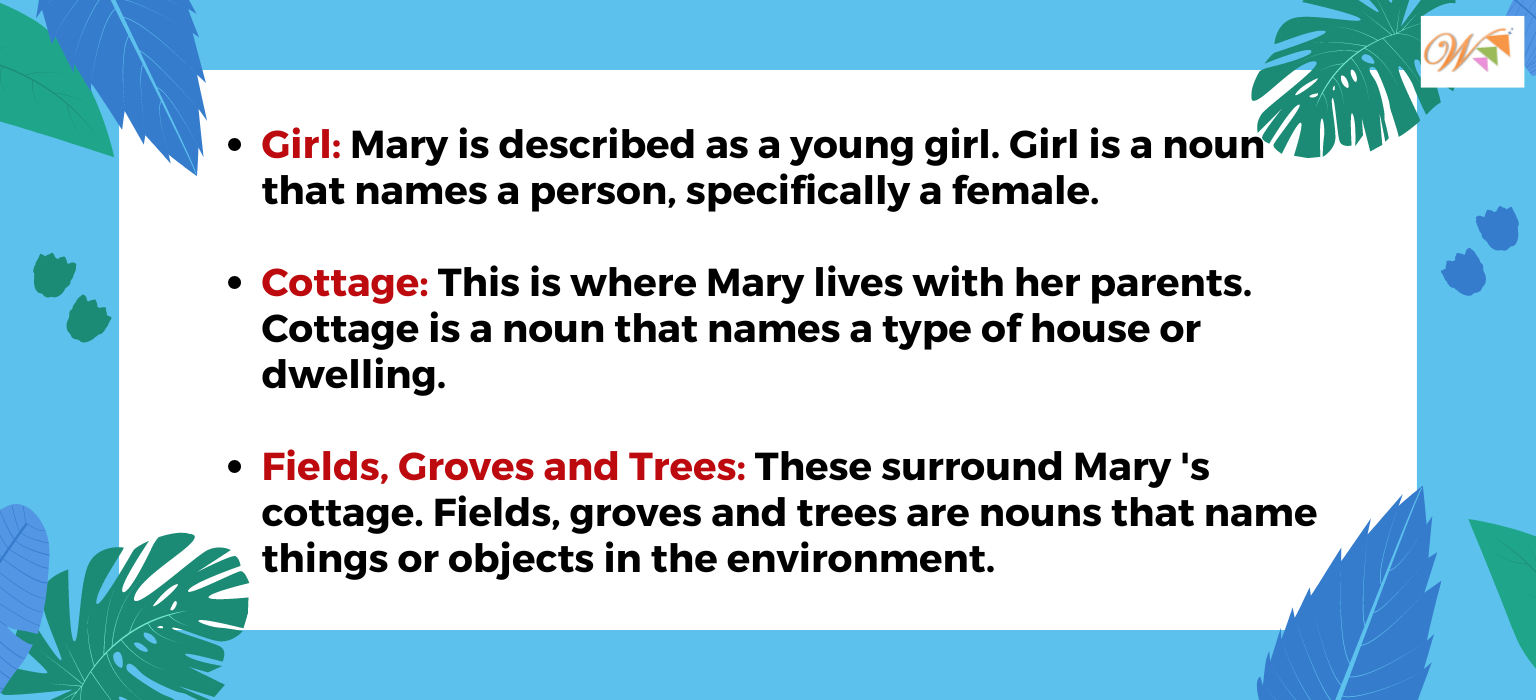 W
• Girl: Mary is described as a young girl. Girl is a noun
that names a person, specifically a female.
• Cottage: This is where Mary lives with her parents.
Cottage is a noun that names a type of house or
dwelling.
• Fields, Groves and Trees: These surround Mary 's
cottage. Fields, groves and trees are nouns that name
things or objects in the environment.